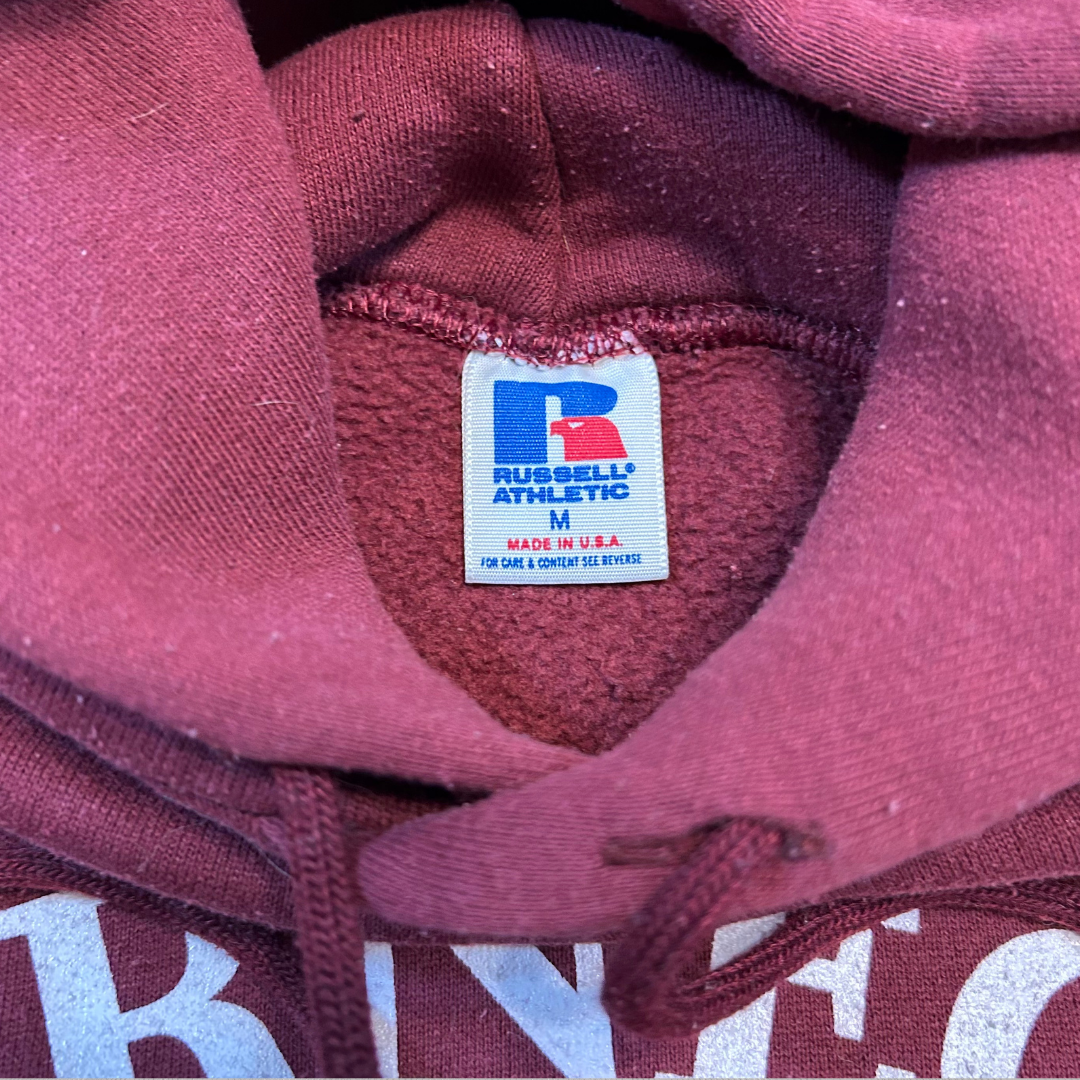 R
RUSSELL®
ATHLETIC
M
MADE IN U.S.A.
FOR CARE & CONTENT SEE REVERSE